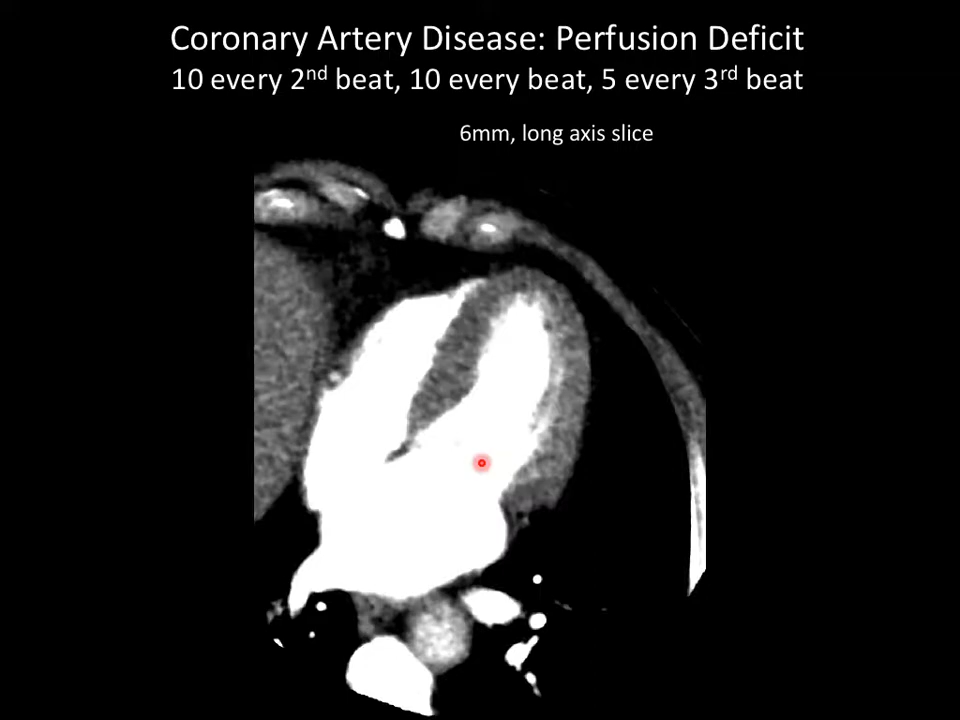 Coronary Artery Disease: Perfusion Deficit
10 every 2nd beat, 10 every beat, 5 every 3rd beat
6mm, long axis slice